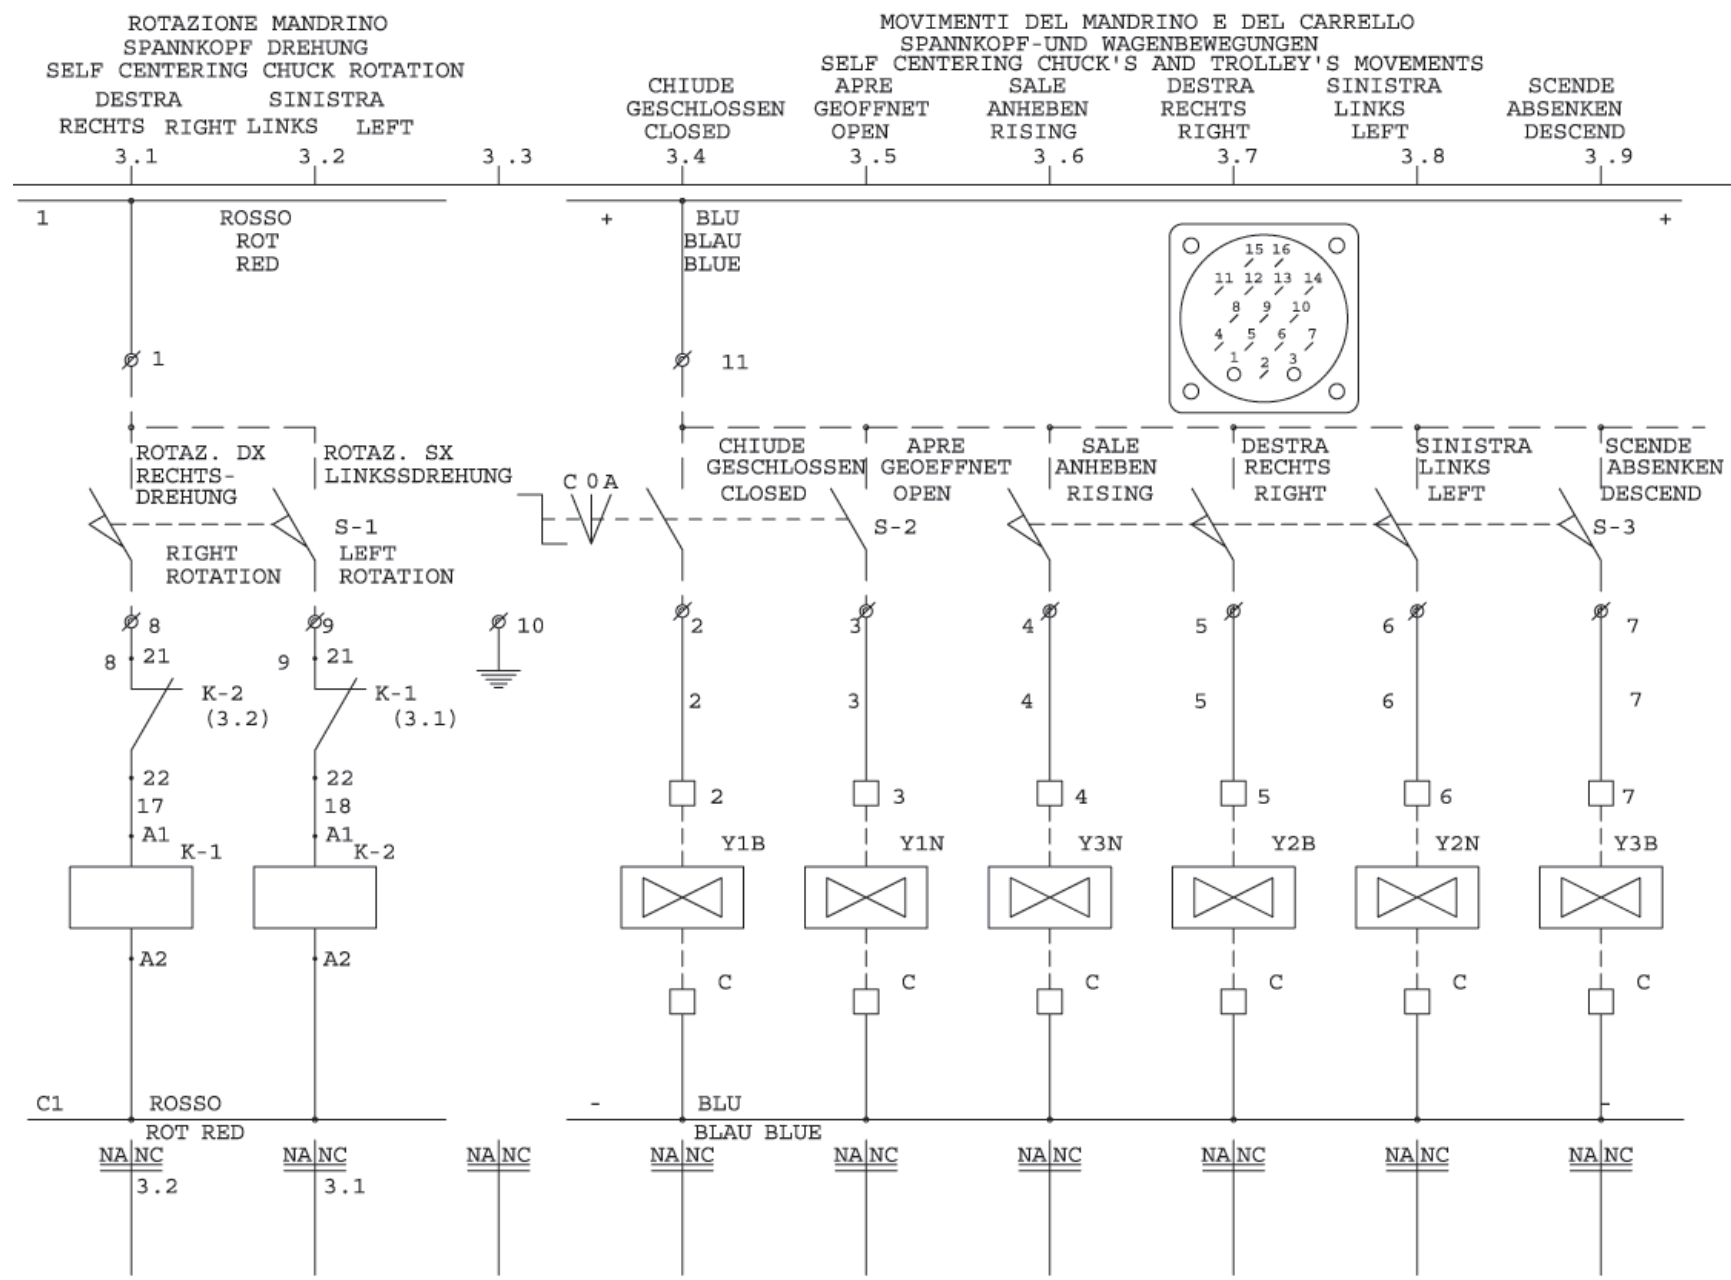 ROTAZIONE MANDRINO
SPANNKOPF DREHUNG
SELF CENTERING CHUCK ROTATION
DESTRA SINISTRA
RECHTS RIGHT LINKS LEFT
MOVIMENTI DEL MANDRINO E DEL CARRELLO
SPANNKOPF-UND WAGENBEWEGUNGEN
SELF CENTERING CHUCK'S AND TROLLEY'S MOVEMENTS
CHIUDE APRE SALE DESTRA SINISTRA SCENDE
GESCHLOSSEN GEOFFNET ANHEBEN RECHTS LINKS ABSENKEN
CLOSED OPEN RISING RIGHT LEFT DESCEND
3.1 3.2 3.3 3.4 3.5 3.6 3.7 3.8 3.9
1 ROSSO + BLU +
ROT BLAU
RED BLUE
15 16
11 12 13 14
8 9 10
4 5 6 7
1 2 3
1 11
ROTAZ. DX
RECHTS-
DREHUNG
ROTAZ. SX
LINKSSDREHUNG
CHIUDE APRE SALE DESTRA SINISTRA SCENDE
GESCHLOSSEN GEOEFFNET ANHEBEN RECHTS LINKS ABSENKEN
CLOSED OPEN RISING RIGHT LEFT DESCEND
C 0 A
S-1 S-2 S-3
RIGHT LEFT
ROTATION ROTATION
8 9 10 2 3 4 5 6 7
8 21 9 21
K-2 K-1 2 3 4 5 6 7
(3.2) (3.1)
22 22
17 18 2 3 4 5 6 7
A1 A1
K-1 K-2 Y1B Y1N Y3N Y2B Y2N Y3B
A2 A2
C C C C C C
C1 ROSSO - BLU -
ROT RED BLAU BLUE
NA NC NA NC NA NC NA NC NA NC NA NC NA NC NA NC NA NC
3.2 3.1